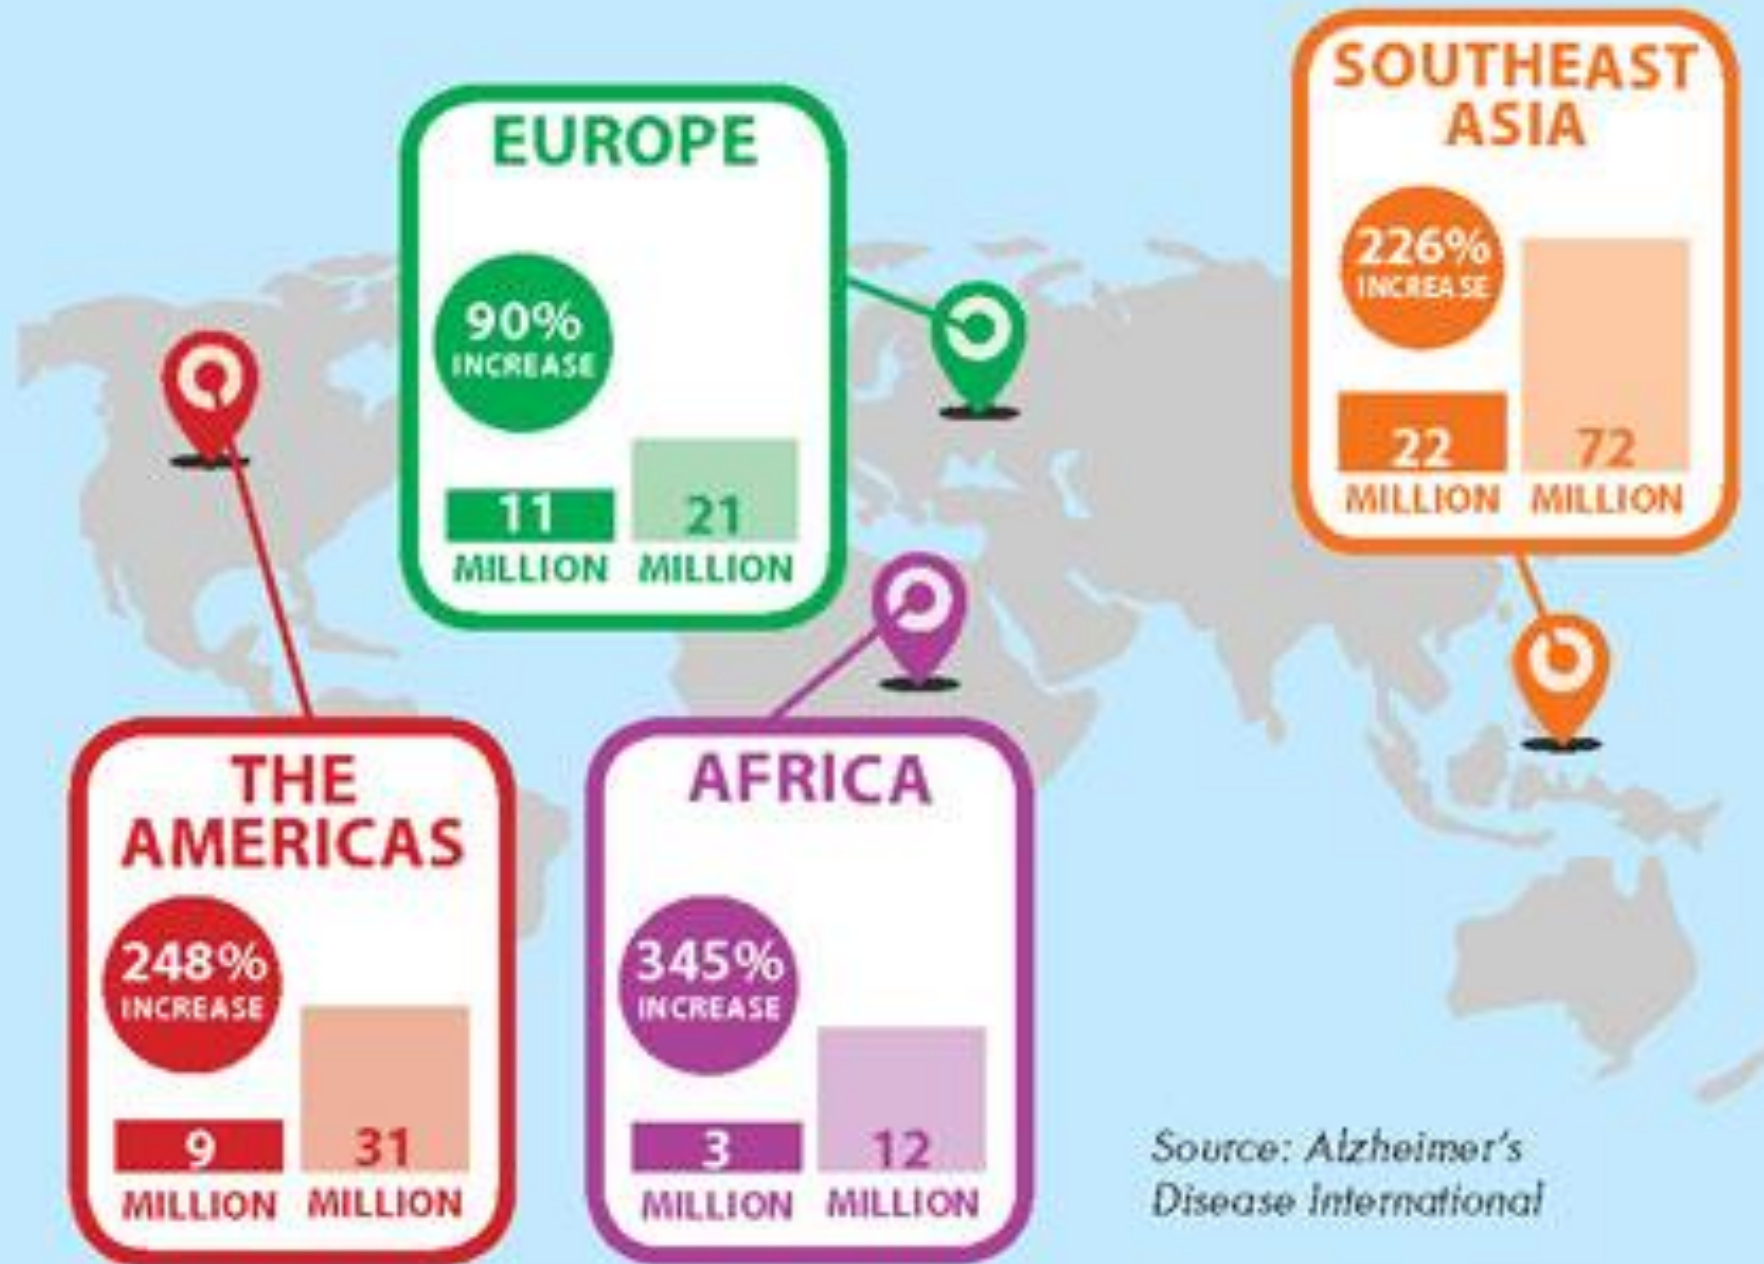 EUROPE
90%
INCREASE
11
21
MILLION MILLION
SOUTHEAST
ASIA
226%
INCREASE
22
72
MILLION MILLION
THE
AMERICAS
248%
INCREASE
9
31
MILLION MILLION
AFRICA
345%
INCREASE
3
12
MILLION MILLION
Source: Alzheimer's
Disease International